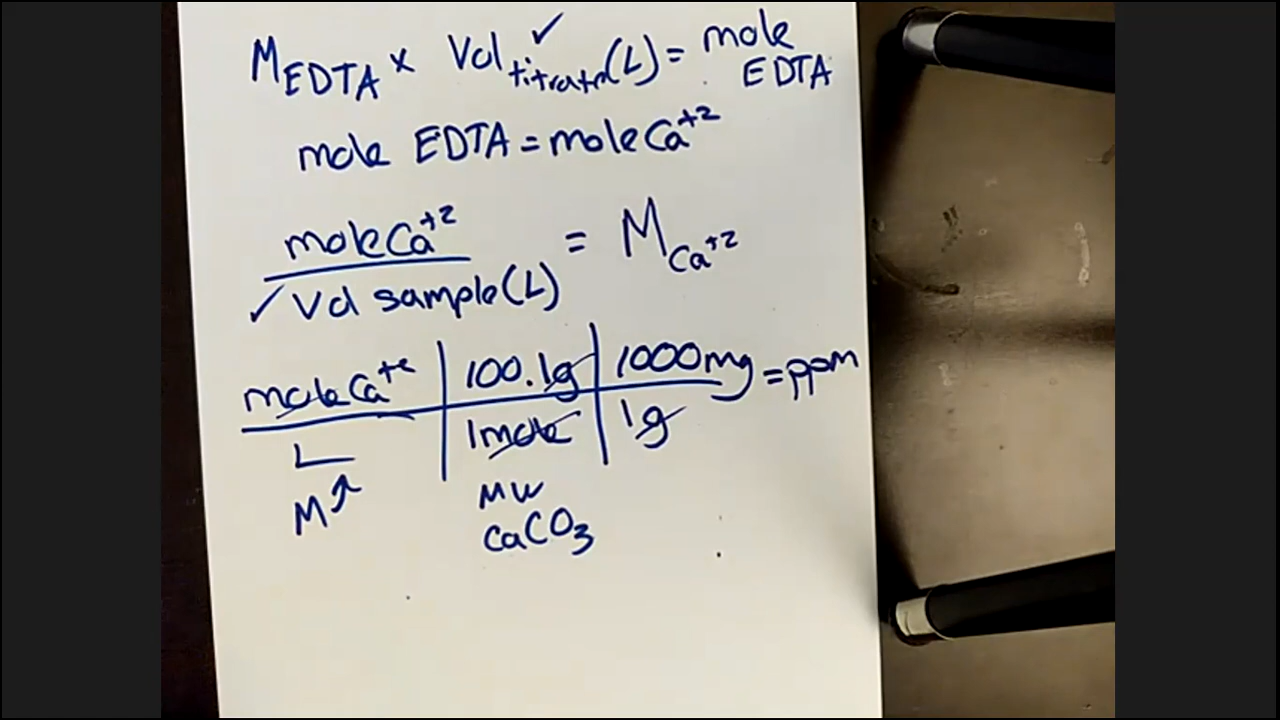 M EDTA × Vol titrate (L) = mole EDTA ✓
mole EDTA = mole Ca+2
mole Ca+2 / ✓ Vol sample (L) = M Ca+2
mole Ca+2 | 100.1g | 1000mg = ppm
L | 1mole | 1g
M↗ MW
CaCO3